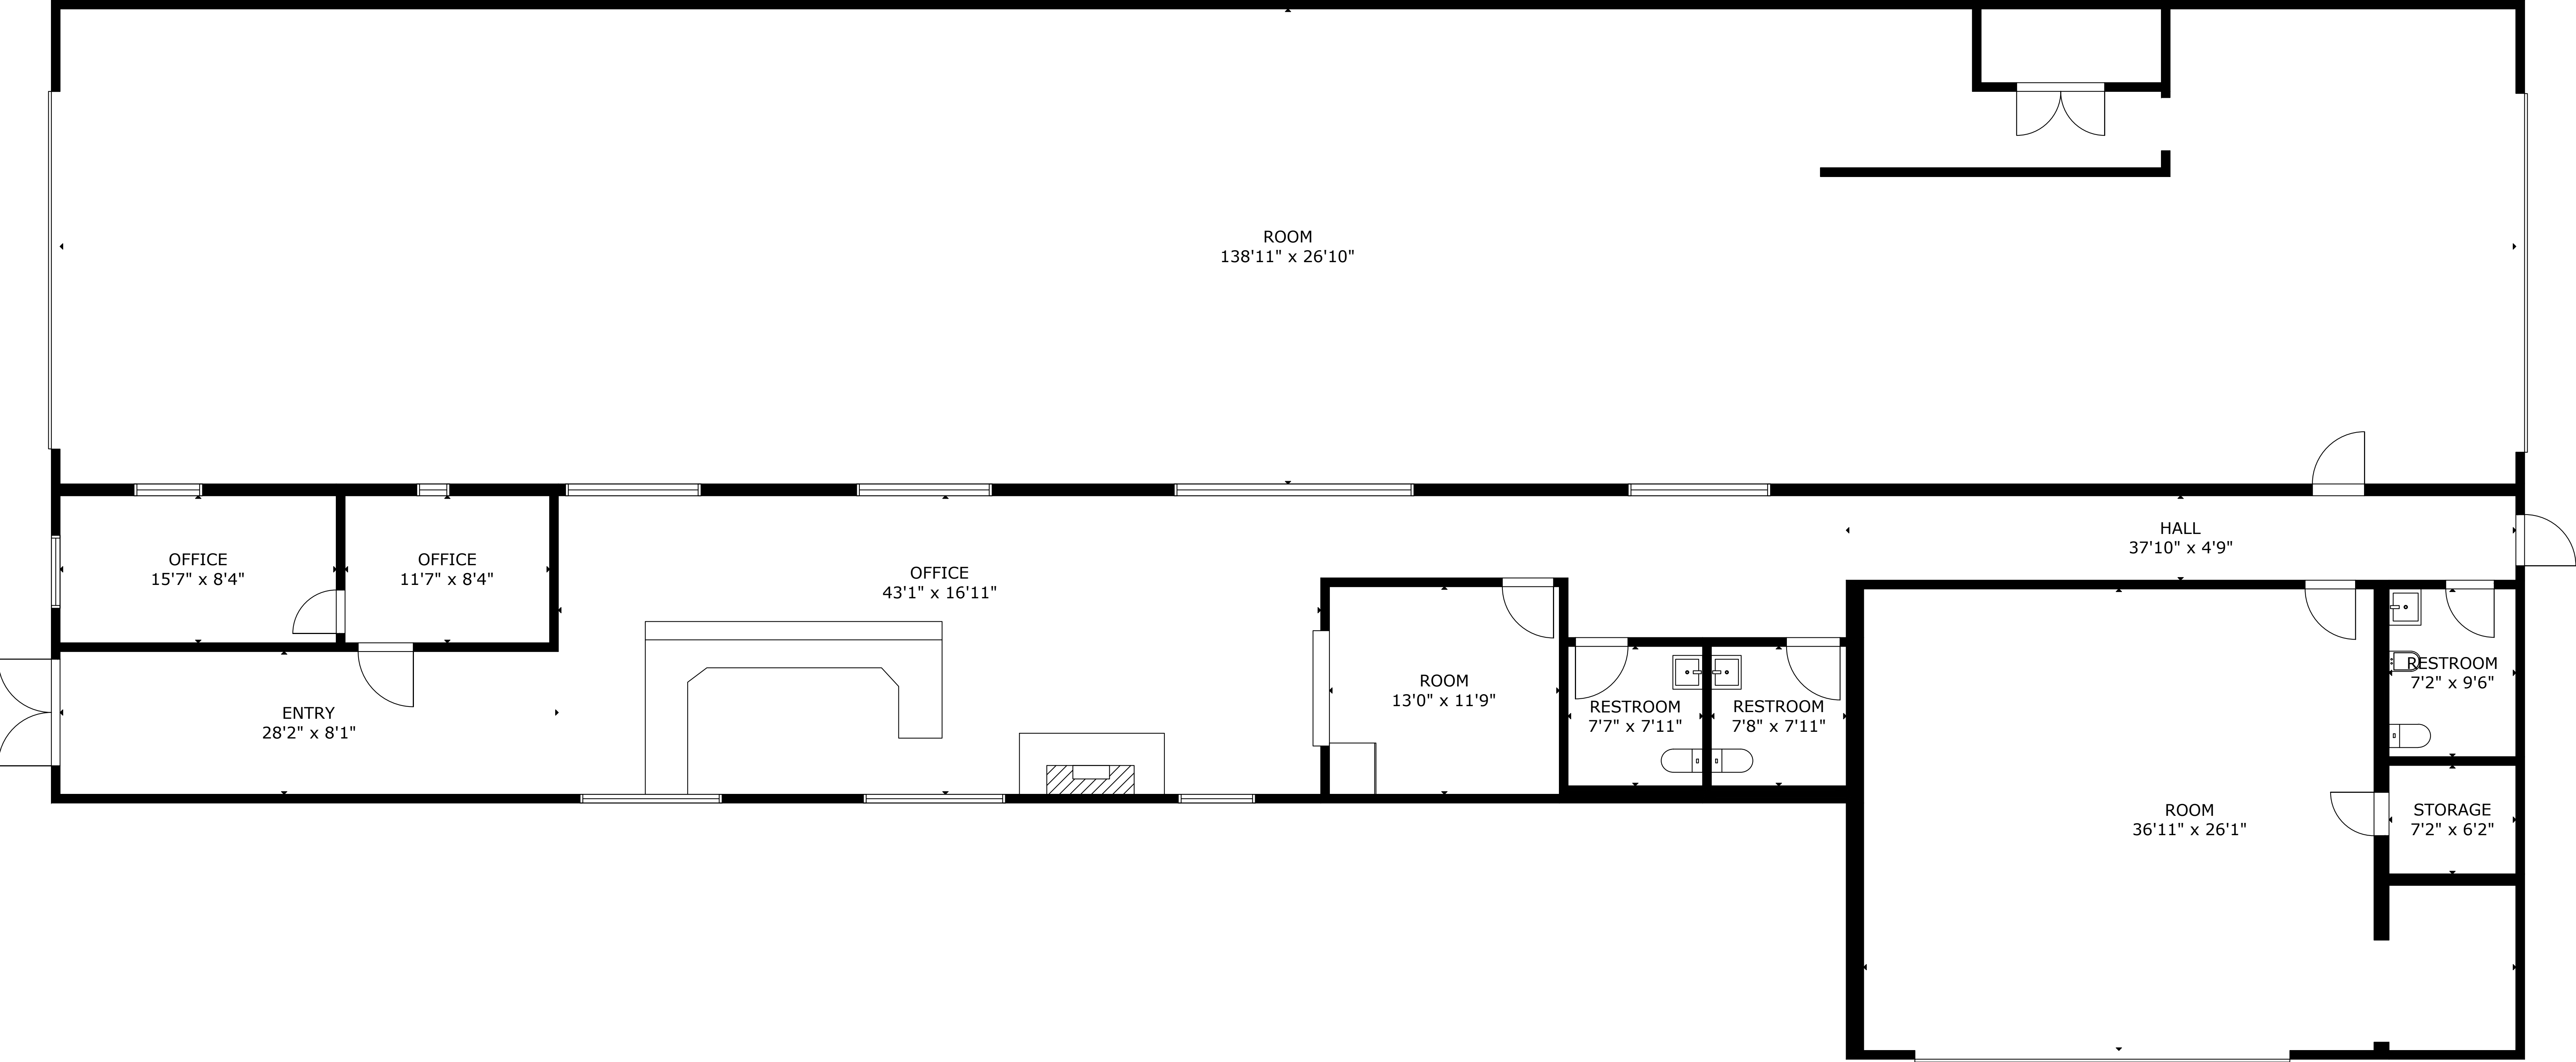 ROOM
138'11" x 26'10"
HALL
37'10" x 4'9"
OFFICE
15'7" x 8'4"
OFFICE
11'7" x 8'4"
OFFICE
43'1" x 16'11"
ROOM
13'0" x 11'9"
RESTROOM
7'2" x 9'6"
ENTRY
28'2" x 8'1"
RESTROOM
7'7" x 7'11"
RESTROOM
7'8" x 7'11"
ROOM
36'11" x 26'1"
STORAGE
7'2" x 6'2"